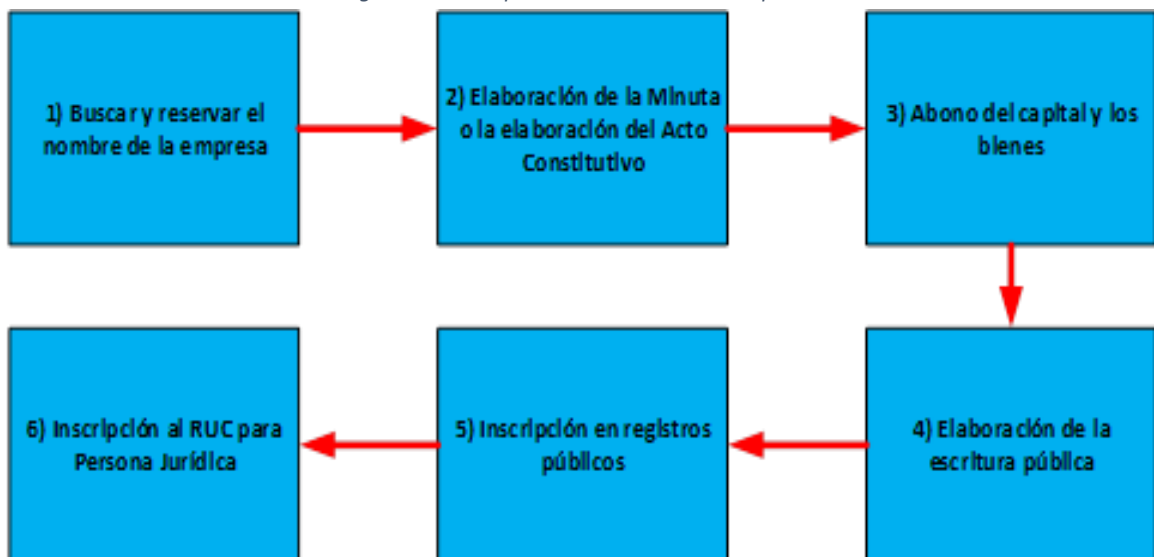 1) Buscar y reservar el
nombre de la empresa
2) Elaboración de la Minuta
o la elaboración del Acto
Constitutivo
3) Abono del capital y los
bienes
4) Elaboración de la
escritura pública
5) Inscripción en registros
públicos
6) Inscripción al RUC para
Persona Jurídica